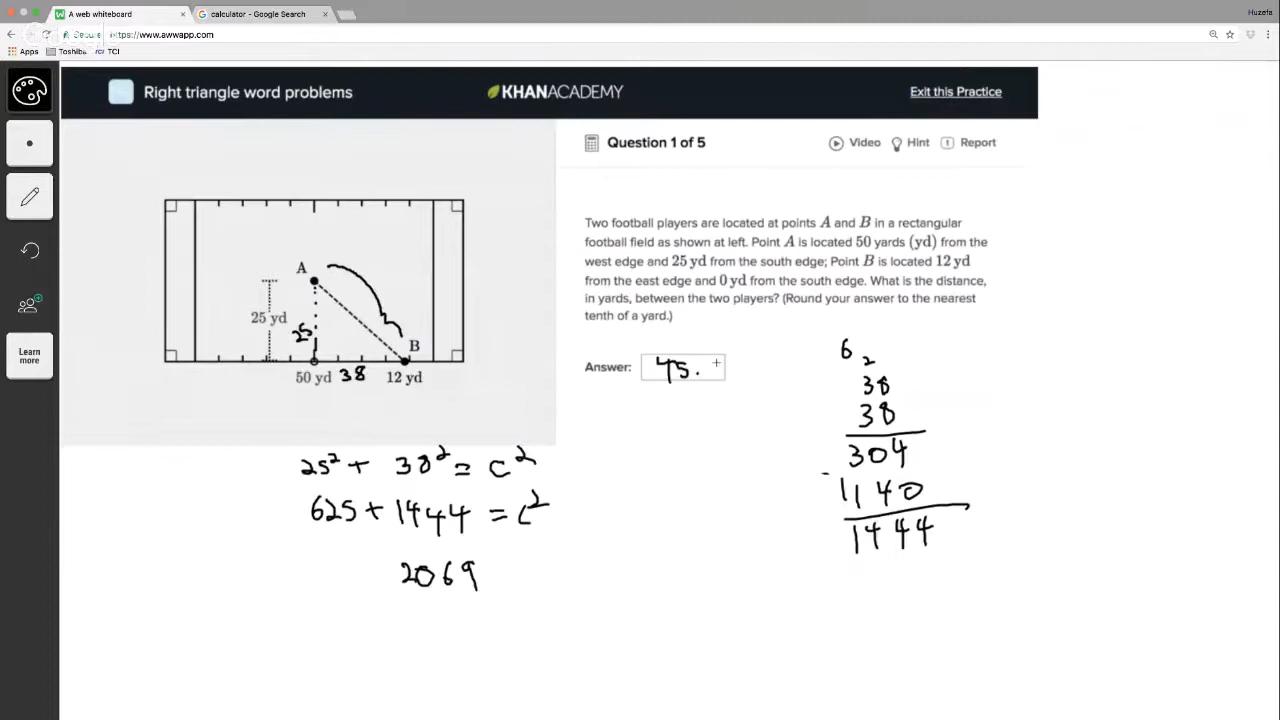 A web whiteboard
calculator - Google Search
Huzefa
Secure https://www.awwapp.com
Apps Toshiba TCI
Right triangle word problems
KHANACADEMY
Exit this Practice
Question 1 of 5
Video Hint Report
Two football players are located at points A and B in a rectangular
football field as shown at left. Point A is located 50 yards (yd) from the
west edge and 25 yd from the south edge; Point B is located 12 yd
from the east edge and 0 yd from the south edge. What is the distance,
in yards, between the two players? (Round your answer to the nearest
tenth of a yard.)
Answer: 45.
A
25 yd
25
B
50 yd 38 12 yd
Learn
more
25² + 38² = C²
625 + 1444 = C²
2069
6
2
38
38
304
1140
1444